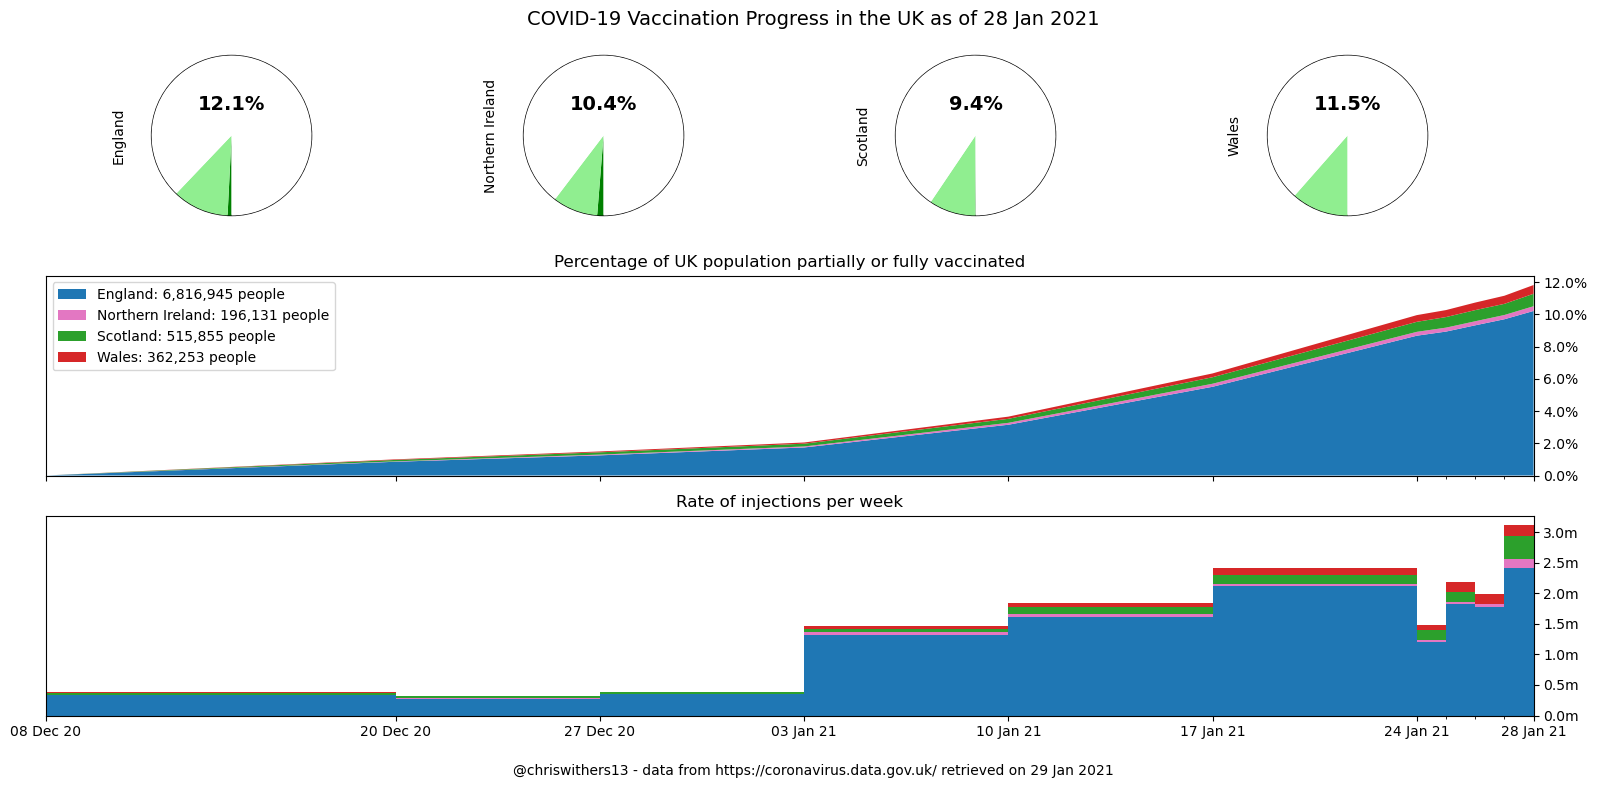 COVID-19 Vaccination Progress in the UK as of 28 Jan 2021
England
12.1%
Northern Ireland
10.4%
Scotland
9.4%
Wales
11.5%
Percentage of UK population partially or fully vaccinated
England: 6,816,945 people
Northern Ireland: 196,131 people
Scotland: 515,855 people
Wales: 362,253 people
12.0%
10.0%
8.0%
6.0%
4.0%
2.0%
0.0%
Rate of injections per week
3.0m
2.5m
2.0m
1.5m
1.0m
0.5m
0.0m
08 Dec 20 20 Dec 20 27 Dec 20 03 Jan 21 10 Jan 21 17 Jan 21 24 Jan 21 28 Jan 21
@chriswithers13 - data from https://coronavirus.data.gov.uk/ retrieved on 29 Jan 2021